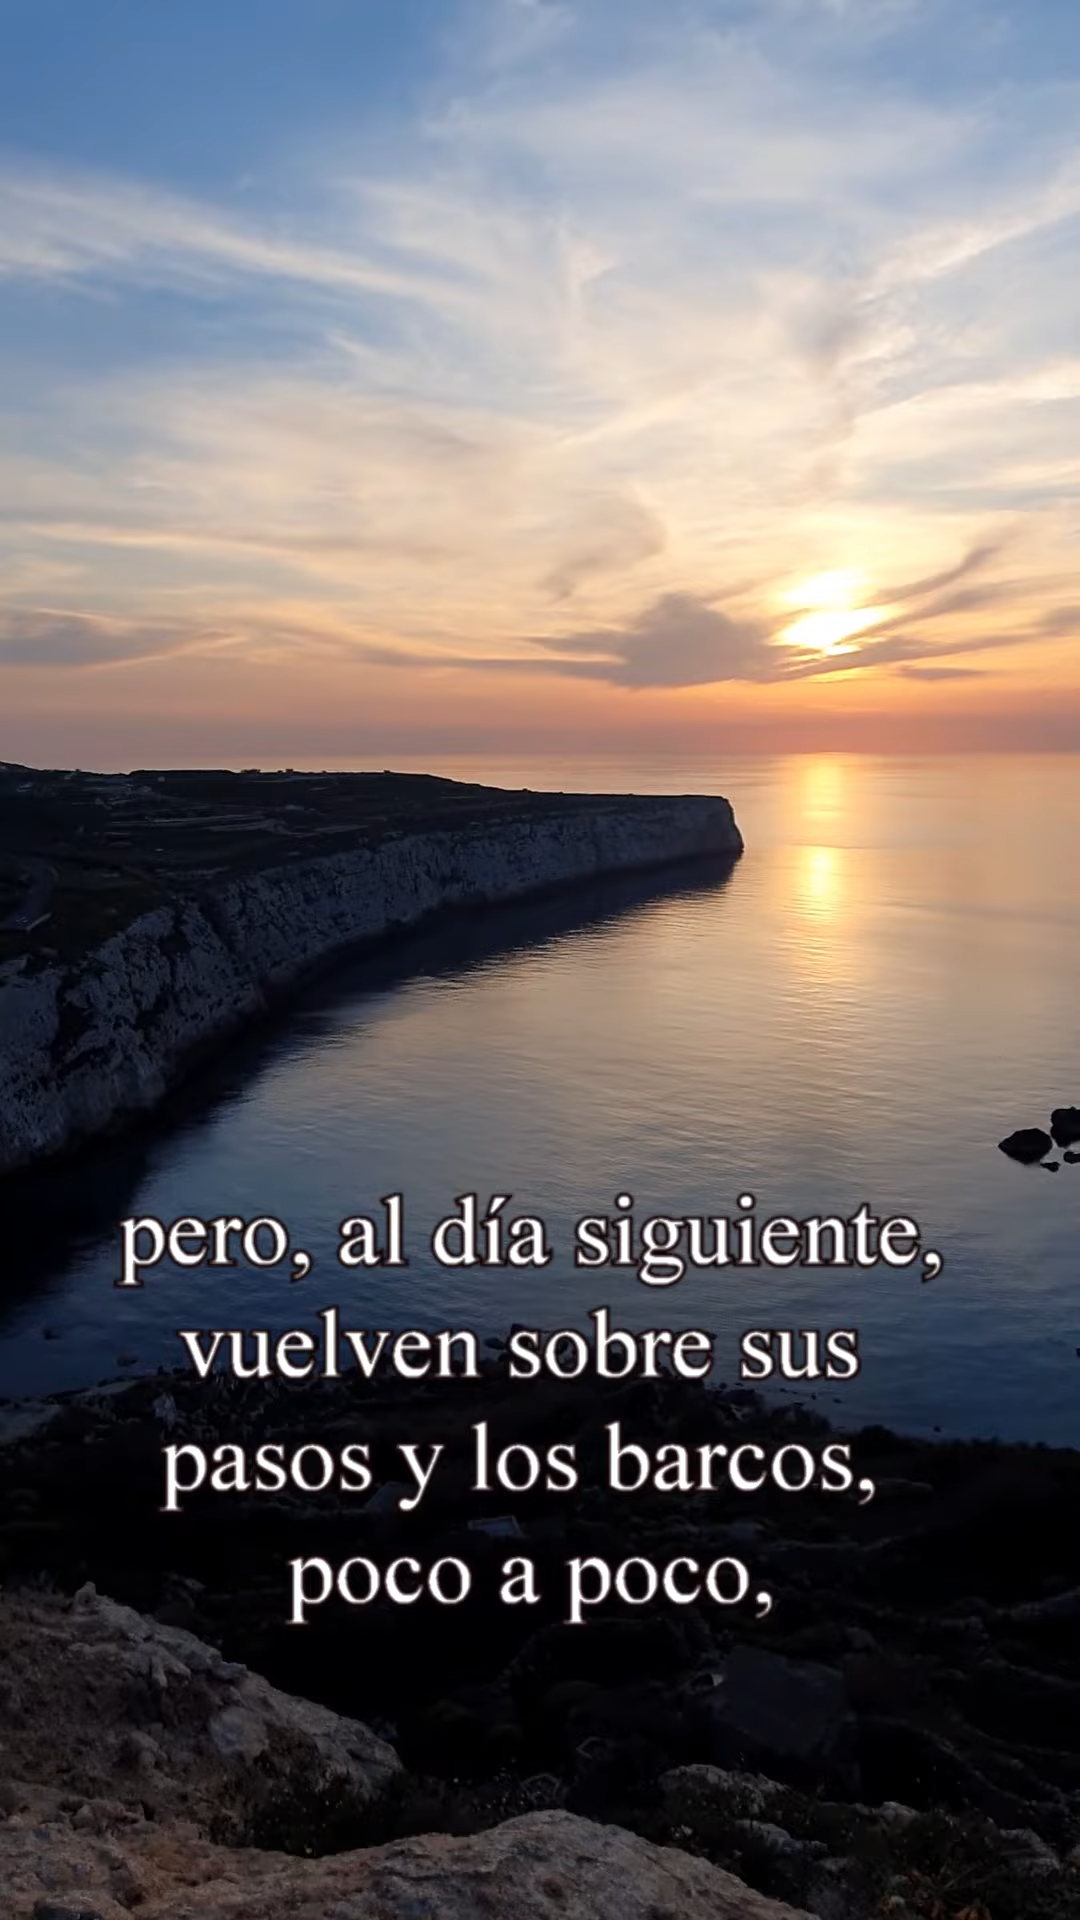 pero, al día siguiente,
vuelven sobre sus
pasos y los barcos,
poco a poco,